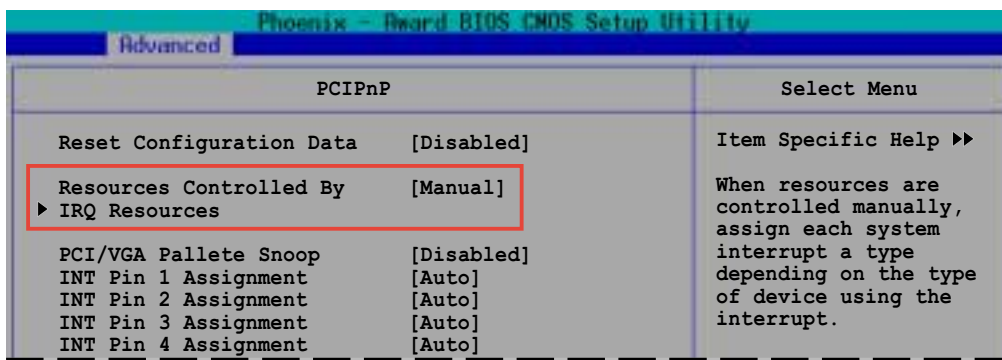 Phoenix - Award BIOS CMOS Setup Utility
Advanced
PCIPnP
Select Menu
Reset Configuration Data [Disabled]
Resources Controlled By [Manual]
IRQ Resources
PCI/VGA Pallete Snoop [Disabled]
INT Pin 1 Assignment [Auto]
INT Pin 2 Assignment [Auto]
INT Pin 3 Assignment [Auto]
INT Pin 4 Assignment [Auto]
Item Specific Help
When resources are
controlled manually,
assign each system
interrupt a type
depending on the type
of device using the
interrupt.